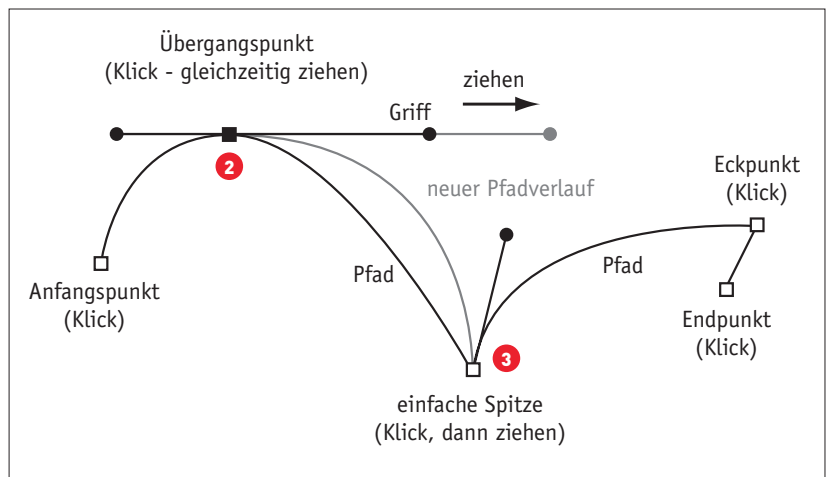 Übergangspunkt
(Klick - gleichzeitig ziehen)
ziehen
Griff
2
neuer Pfadverlauf
Eckpunkt
(Klick)
Anfangspunkt
(Klick)
Pfad
Pfad
Endpunkt
(Klick)
3
einfache Spitze
(Klick, dann ziehen)